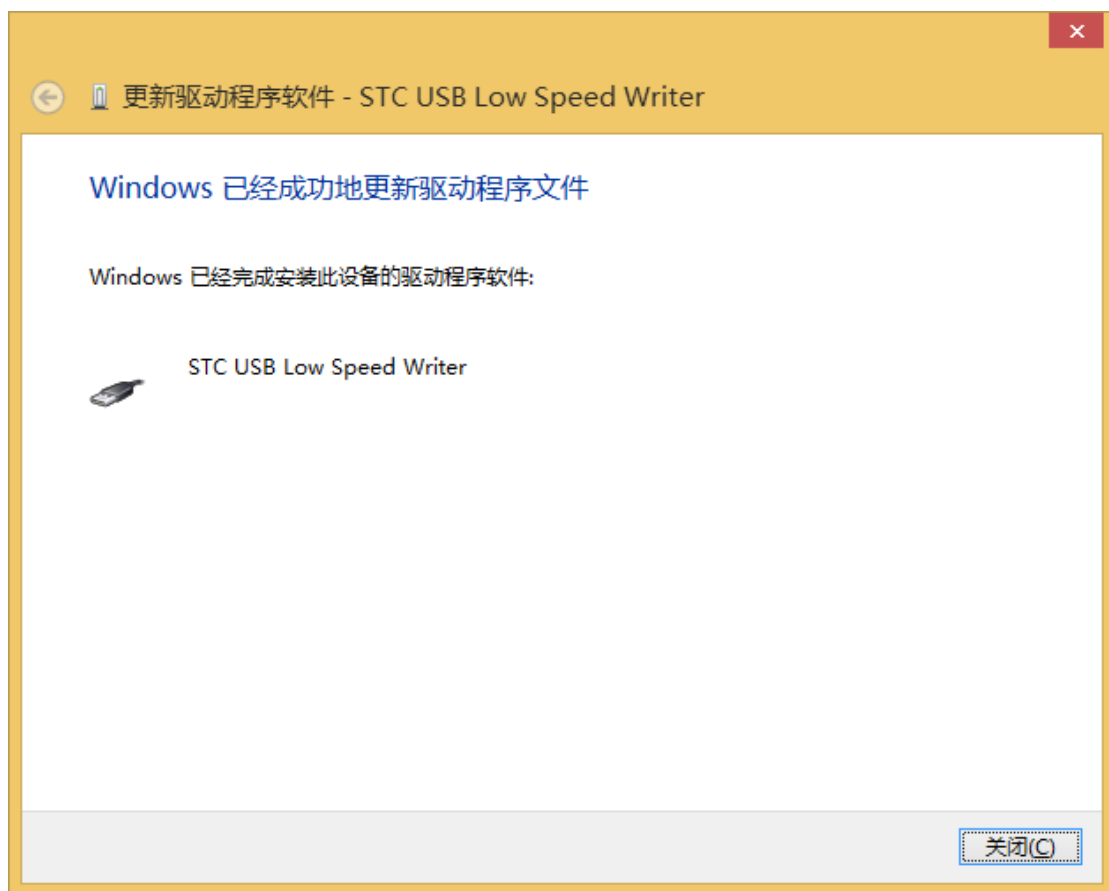 更新驱动程序软件 - STC USB Low Speed Writer
Windows 已经成功地更新驱动程序文件
Windows 已经完成安装此设备的驱动程序软件:
STC USB Low Speed Writer
关闭(C)